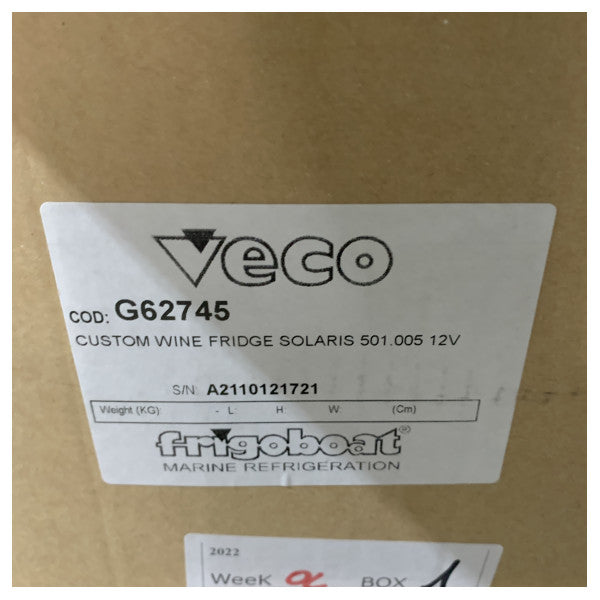 veco
COD: G62745
CUSTOM WINE FRIDGE SOLARIS 501.005 12V
S/N: A2110121721
Weight (KG): - L: H: W: (Cm)
frigoboat®
MARINE REFRIGERATION
2022
Week
BOX 1